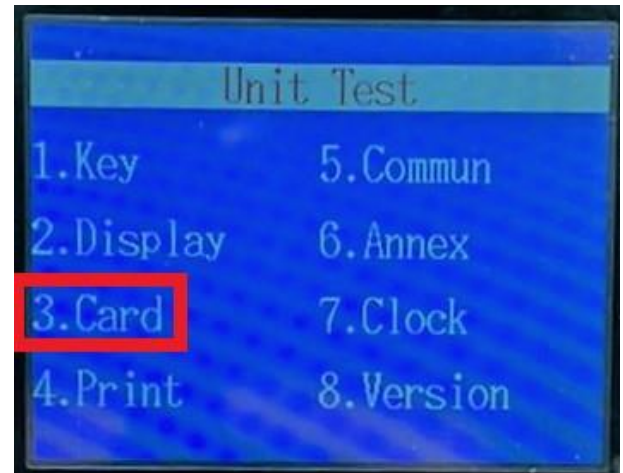 Unit Test
1.Key
5.Commun
2.Display
6.Annex
3.Card
7.Clock
4.Print
8.Version